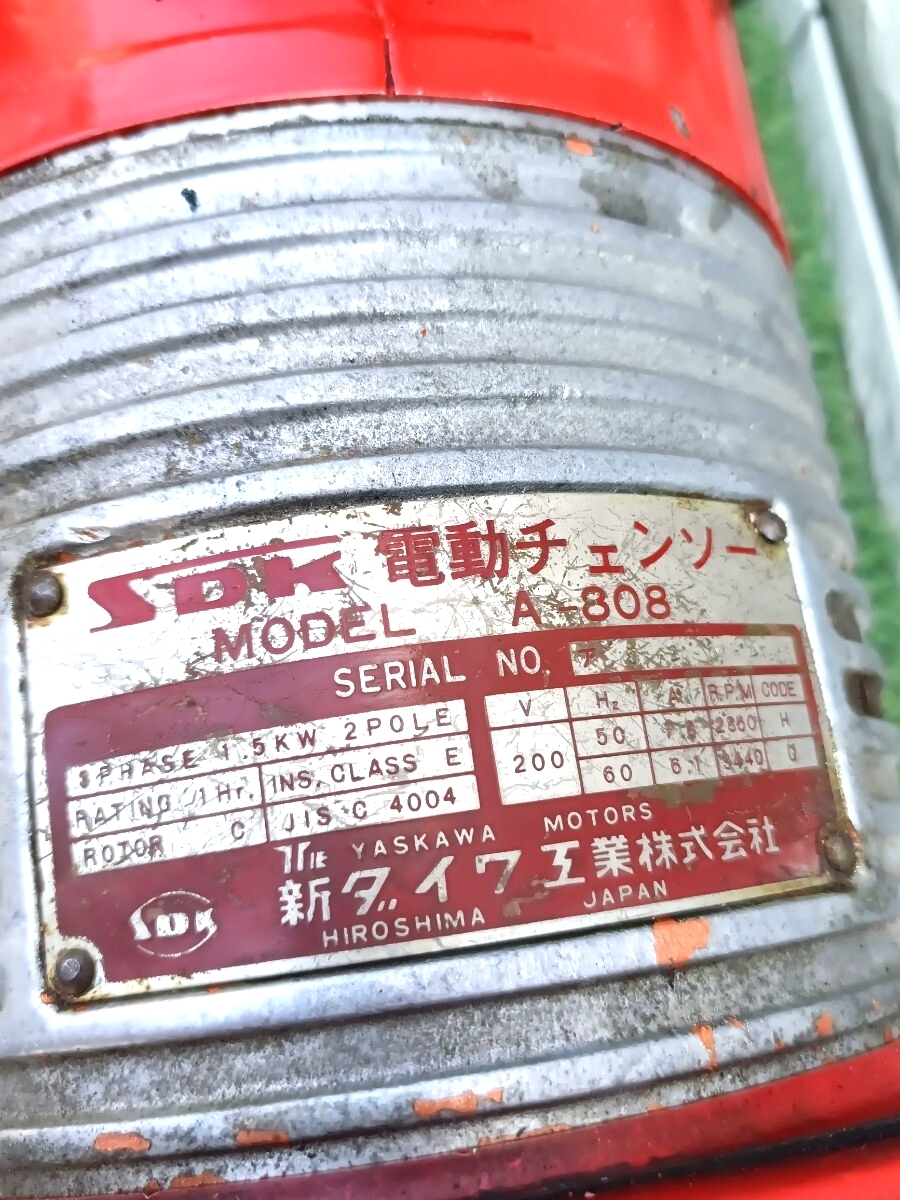 SDK 電動チェンソー
MODEL A-808
SERIAL NO. ア
3PHASE 1.5KW 2POLE
RATING 1Hr. INS. CLASS E
ROTOR C JIS C 4004
V Hz A R.P.M CODE
200 50 2860 H
60 6.1 3440
YASKAWA MOTORS
SDK 新ダイワ工業株式会社
HIROSHIMA JAPAN